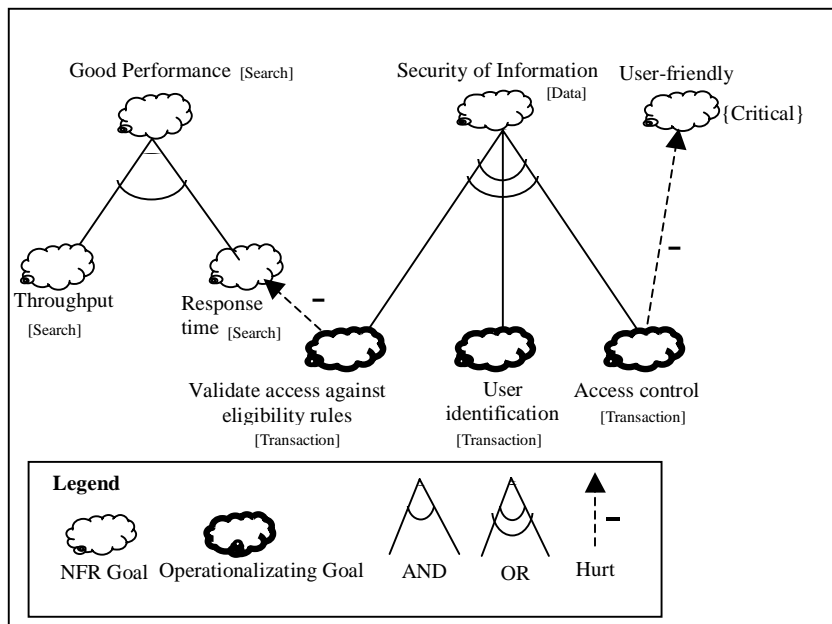 Good Performance [Search]
Security of Information
[Data]
User-friendly
{Critical}
Throughput
[Search]
Response
time [Search]
–
–
Validate access against
eligibility rules
[Transaction]
User
identification
[Transaction]
Access control
[Transaction]
Legend
NFR Goal
Operationalizating Goal
AND
OR
–
Hurt